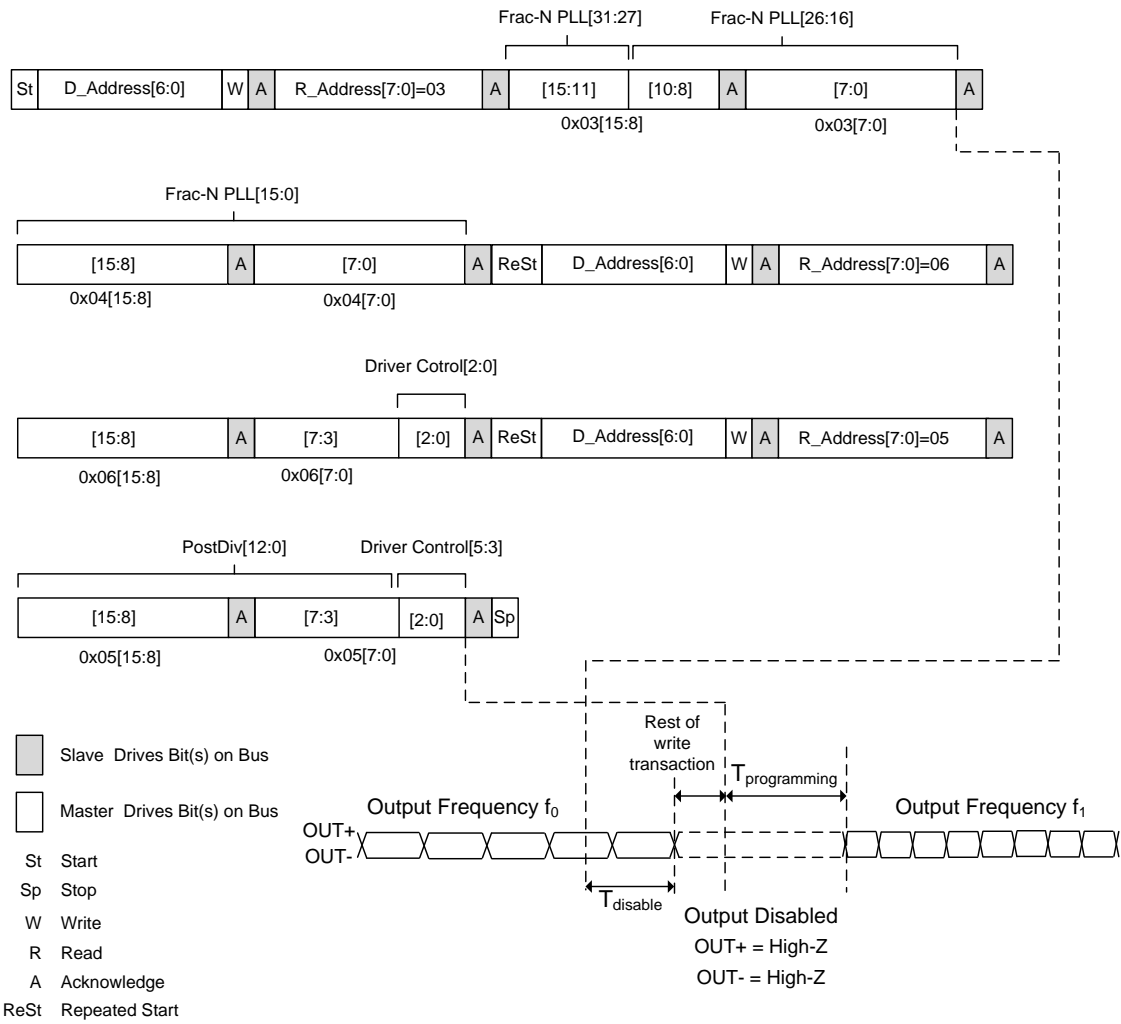 Frac-N PLL[31:27] Frac-N PLL[26:16]
St D_Address[6:0] W A R_Address[7:0]=03 A [15:11] [10:8] A [7:0] A
0x03[15:8] 0x03[7:0]
Frac-N PLL[15:0]
[15:8] A [7:0] A ReSt D_Address[6:0] W A R_Address[7:0]=06 A
0x04[15:8] 0x04[7:0]
Driver Cotrol[2:0]
[15:8] A [7:3] [2:0] A ReSt D_Address[6:0] W A R_Address[7:0]=05 A
0x06[15:8] 0x06[7:0]
PostDiv[12:0] Driver Control[5:3]
[15:8] A [7:3] [2:0] A Sp
0x05[15:8] 0x05[7:0]
Slave Drives Bit(s) on Bus
Master Drives Bit(s) on Bus
St Start
Sp Stop
W Write
R Read
A Acknowledge
ReSt Repeated Start
Rest of
write
transaction
Tprogramming
Output Frequency f0
Output Frequency f1
OUT+
OUT-
Tdisable
Output Disabled
OUT+ = High-Z
OUT- = High-Z